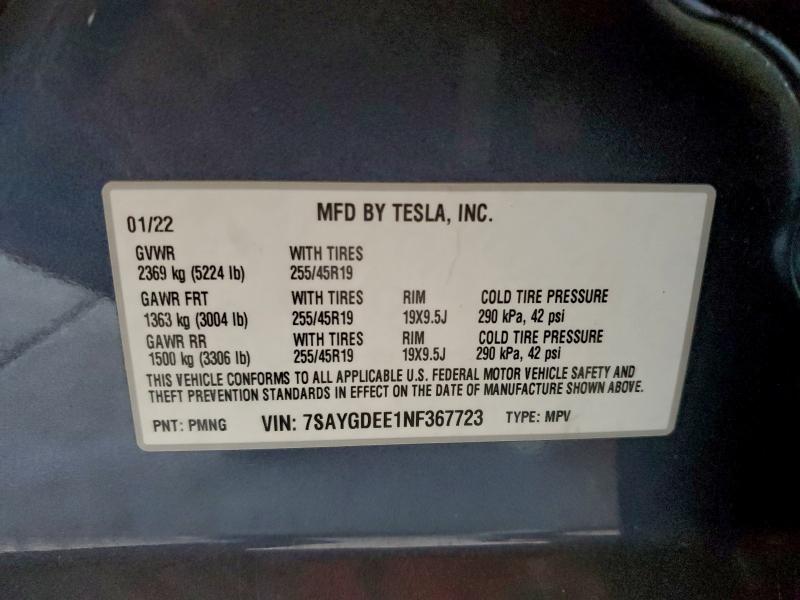 MFD BY TESLA, INC.
01/22
GVWR WITH TIRES
2369 kg (5224 lb) 255/45R19
GAWR FRT WITH TIRES RIM COLD TIRE PRESSURE
1363 kg (3004 lb) 255/45R19 19X9.5J 290 kPa, 42 psi
GAWR RR WITH TIRES RIM COLD TIRE PRESSURE
1500 kg (3306 lb) 255/45R19 19X9.5J 290 kPa, 42 psi
THIS VEHICLE CONFORMS TO ALL APPLICABLE U.S. FEDERAL MOTOR VEHICLE SAFETY AND
THEFT PREVENTION STANDARDS IN EFFECT ON THE DATE OF MANUFACTURE SHOWN ABOVE.
PNT: PMNG VIN: 7SAYGDEE1NF367723 TYPE: MPV